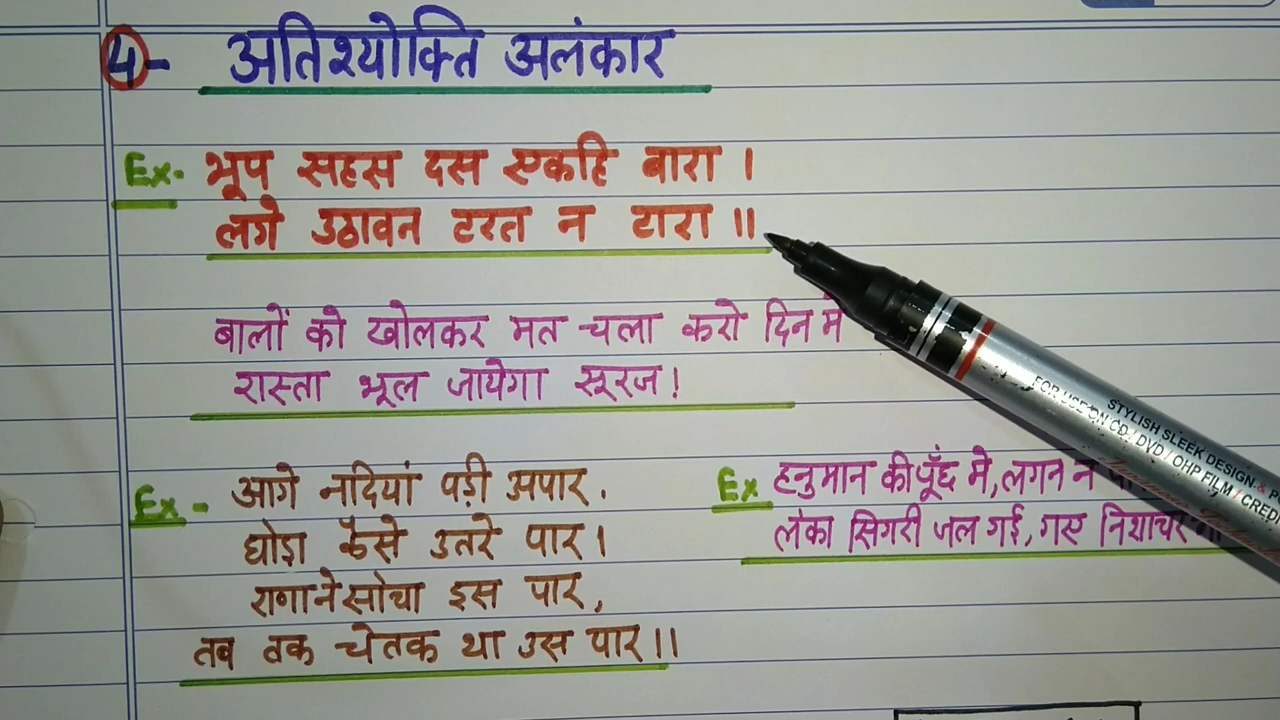 4- अतिश्योक्ति अलंकार
Ex. भूप सहस दस एकहि बारा ।
लगे उठावन टरत न टारा ॥
बालों को खोलकर मत चला करो दिन में
रास्ता भूल जायेगा सूरज!
Ex - आगे नदियां पड़ी अपार.
घोड़ा कैसे उतरे पार।
राणा ने सोचा इस पार,
तब तक चेतक था उस पार।।
Ex हनुमान की पूँछ मे, लगन न
लंका सिगरी जल गई, गए निशाचर
STYLISH SLEEK DESIGN
FOR USE ON CD / DVD / OHP FILM / CREDI